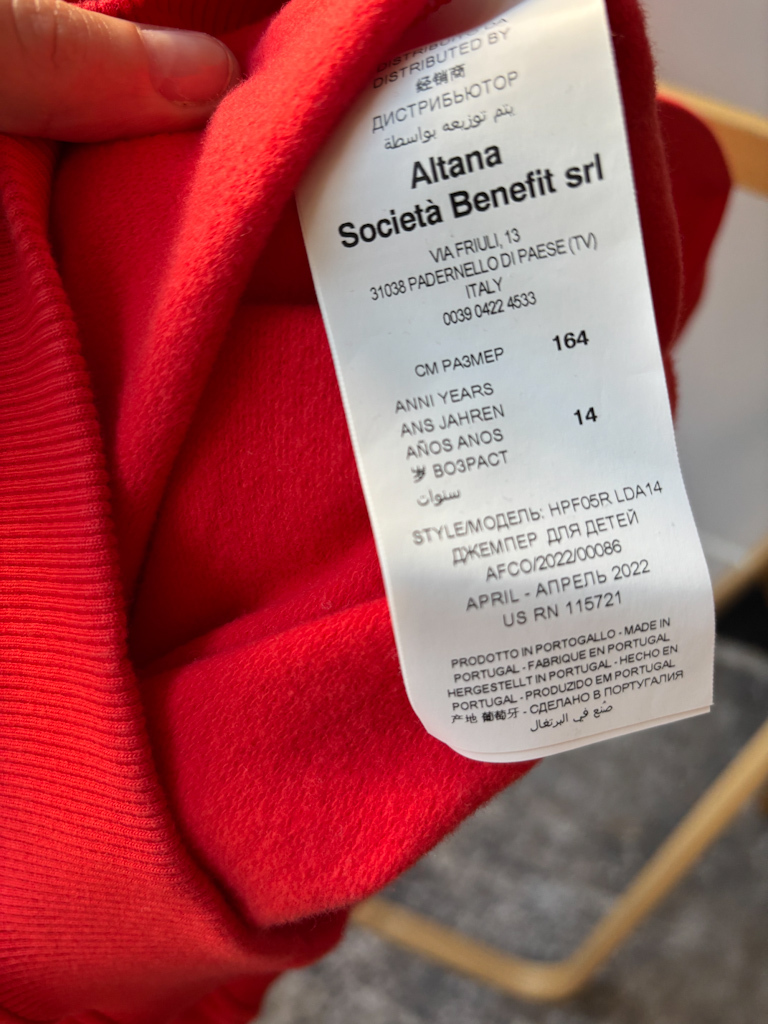 DISTRIBUITO DA
DISTRIBUTED BY
经销商
ДИСТРИБЬЮТОР
يتم توزيعه بواسطة
Altana
Società Benefit srl
VIA FRIULI, 13
31038 PADERNELLO DI PAESE (TV)
ITALY
0039 0422 4533
CM РАЗМЕР 164
ANNI YEARS
ANS JAHREN 14
AÑOS ANOS
岁 ВОЗРАСТ
سنوات
STYLE/МОДЕЛЬ: HPF05R LDA14
ДЖЕМПЕР ДЛЯ ДЕТЕЙ
AFCO/2022/00086
APRIL - АПРЕЛЬ 2022
US RN 115721
PRODOTTO IN PORTOGALLO - MADE IN
PORTUGAL - FABRIQUE EN PORTUGAL
HERGESTELLT IN PORTUGAL - HECHO EN
PORTUGAL - PRODUZIDO EM PORTUGAL
产地 葡萄牙 - СДЕЛАНО В ПОРТУГАЛИЯ
صُنع في البرتغال